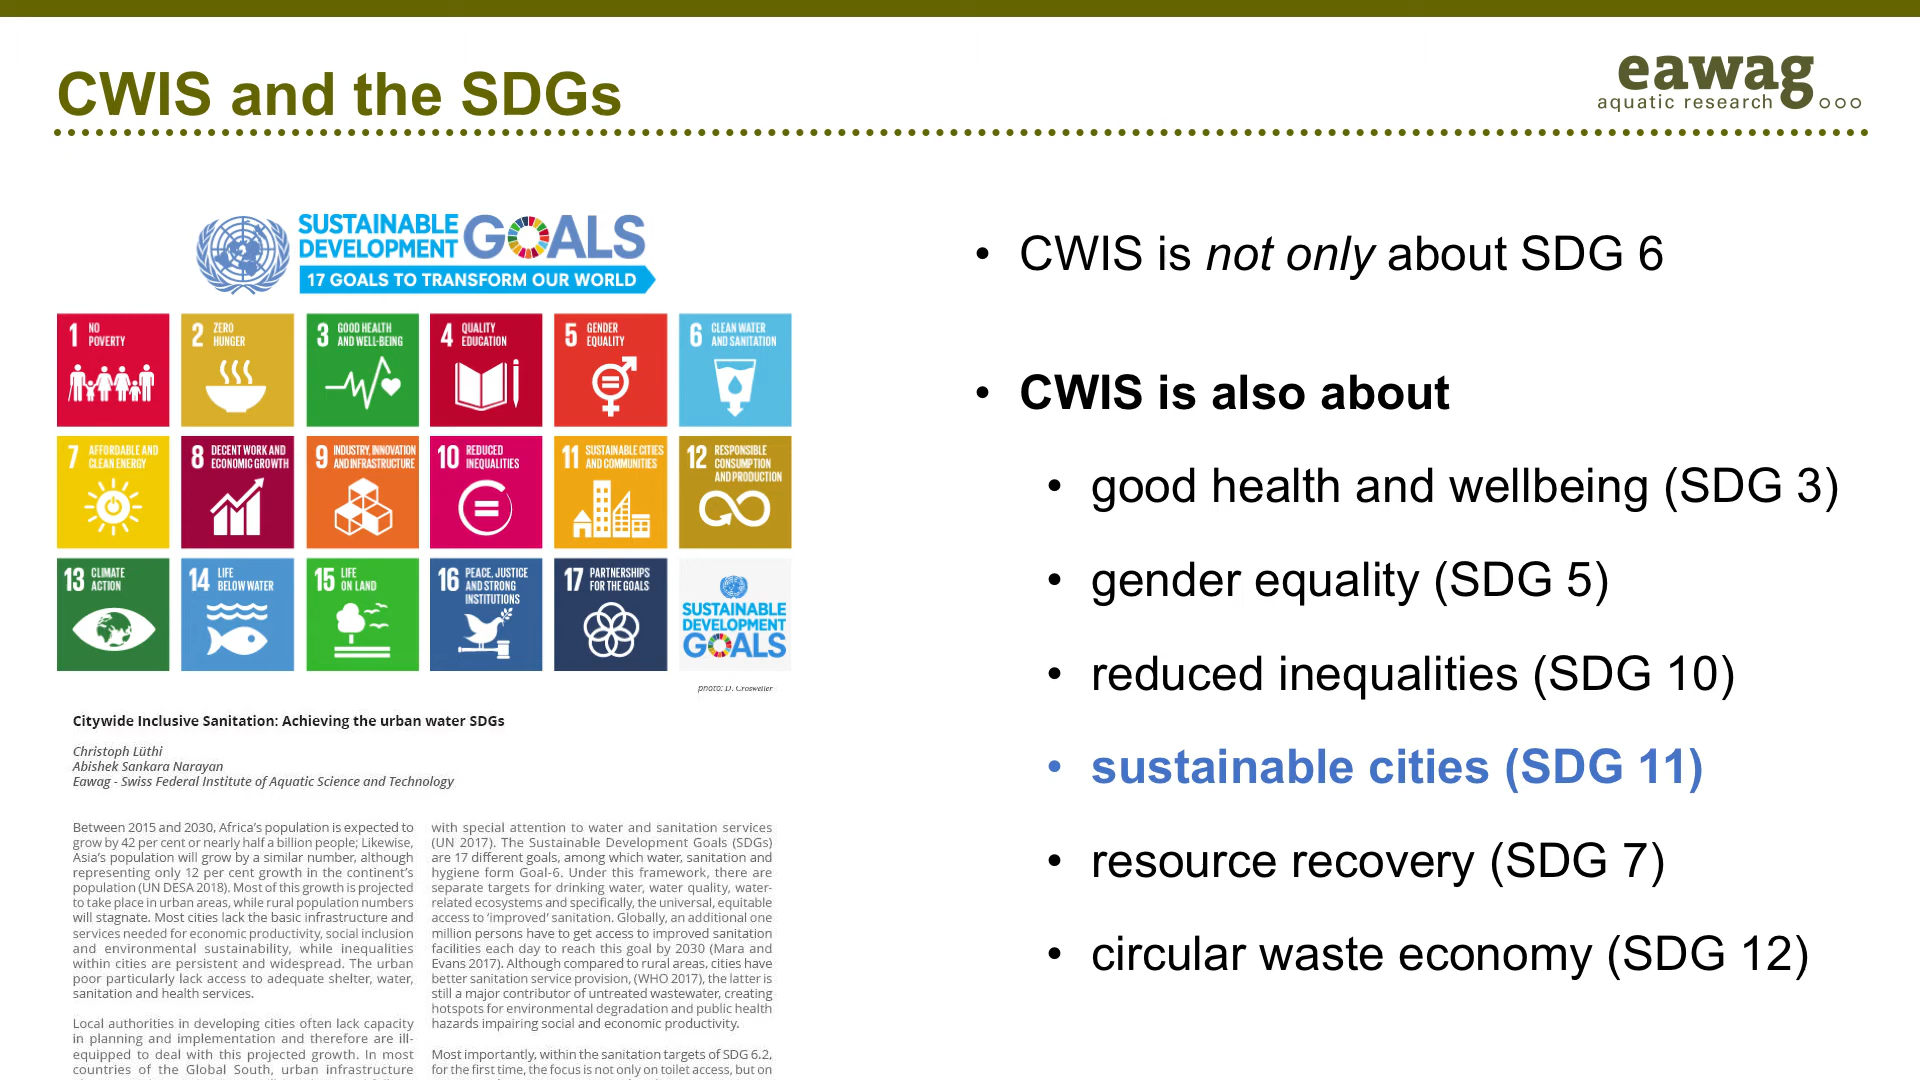 CWIS and the SDGs
eawag
aquatic research
SUSTAINABLE
DEVELOPMENT
GOALS
17 GOALS TO TRANSFORM OUR WORLD
1 NO
POVERTY
2 ZERO
HUNGER
3 GOOD HEALTH
AND WELL-BEING
4 QUALITY
EDUCATION
5 GENDER
EQUALITY
6 CLEAN WATER
AND SANITATION
7 AFFORDABLE AND
CLEAN ENERGY
8 DECENT WORK AND
ECONOMIC GROWTH
9 INDUSTRY, INNOVATION
AND INFRASTRUCTURE
10 REDUCED
INEQUALITIES
11 SUSTAINABLE CITIES
AND COMMUNITIES
12 RESPONSIBLE
CONSUMPTION
AND PRODUCTION
13 CLIMATE
ACTION
14 LIFE
BELOW WATER
15 LIFE
ON LAND
16 PEACE, JUSTICE
AND STRONG
INSTITUTIONS
17 PARTNERSHIPS
FOR THE GOALS
SUSTAINABLE
DEVELOPMENT
GOALS
photo: D. Crosweller
Citywide Inclusive Sanitation: Achieving the urban water SDGs
Christoph Lüthi
Abishek Sankara Narayan
Eawag - Swiss Federal Institute of Aquatic Science and Technology
Between 2015 and 2030, Africa's population is expected to
grow by 42 per cent or nearly half a billion people; Likewise,
Asia's population will grow by a similar number, although
representing only 12 per cent growth in the continent's
population (UN DESA 2018). Most of this growth is projected
to take place in urban areas, while rural population numbers
will stagnate. Most cities lack the basic infrastructure and
services needed for economic productivity, social inclusion
and environmental sustainability, while inequalities
within cities are persistent and widespread. The urban
poor particularly lack access to adequate shelter, water,
sanitation and health services.
Local authorities in developing cities often lack capacity
in planning and implementation and therefore are ill-
equipped to deal with this projected growth. In most
countries of the Global South, urban infrastructure
with special attention to water and sanitation services
(UN 2017). The Sustainable Development Goals (SDGs)
are 17 different goals, among which water, sanitation and
hygiene form Goal-6. Under this framework, there are
separate targets for drinking water, water quality, water-
related ecosystems and specifically, the universal, equitable
access to 'improved' sanitation. Globally, an additional one
million persons have to get access to improved sanitation
facilities each day to reach this goal by 2030 (Mara and
Evans 2017). Although compared to rural areas, cities have
better sanitation service provision, (WHO 2017), the latter is
still a major contributor of untreated wastewater, creating
hotspots for environmental degradation and public health
hazards impairing social and economic productivity.
Most importantly, within the sanitation targets of SDG 6.2,
for the first time, the focus is not only on toilet access, but on
• CWIS is not only about SDG 6
• CWIS is also about
• good health and wellbeing (SDG 3)
• gender equality (SDG 5)
• reduced inequalities (SDG 10)
• sustainable cities (SDG 11)
• resource recovery (SDG 7)
• circular waste economy (SDG 12)